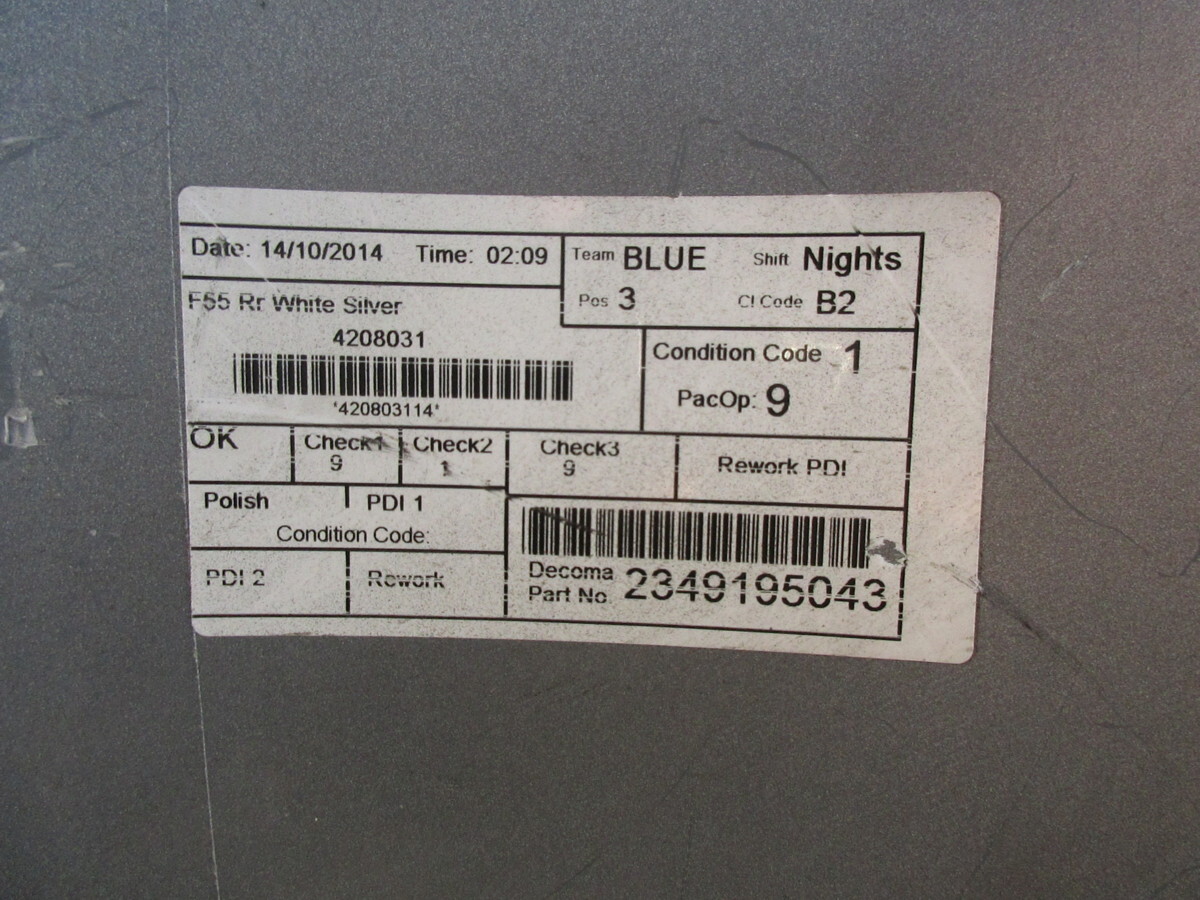 Date: 14/10/2014 Time: 02:09
Team BLUE Shift Nights
Pos 3 CI Code B2
F55 Rr White Silver
4208031
*420803114*
Condition Code 1
PacOp: 9
OK Check1 Check2 Check3 Rework PDI
9 1 9
Polish PDI 1
Condition Code:
PDI 2 Rework
Decoma
Part No 2349195043